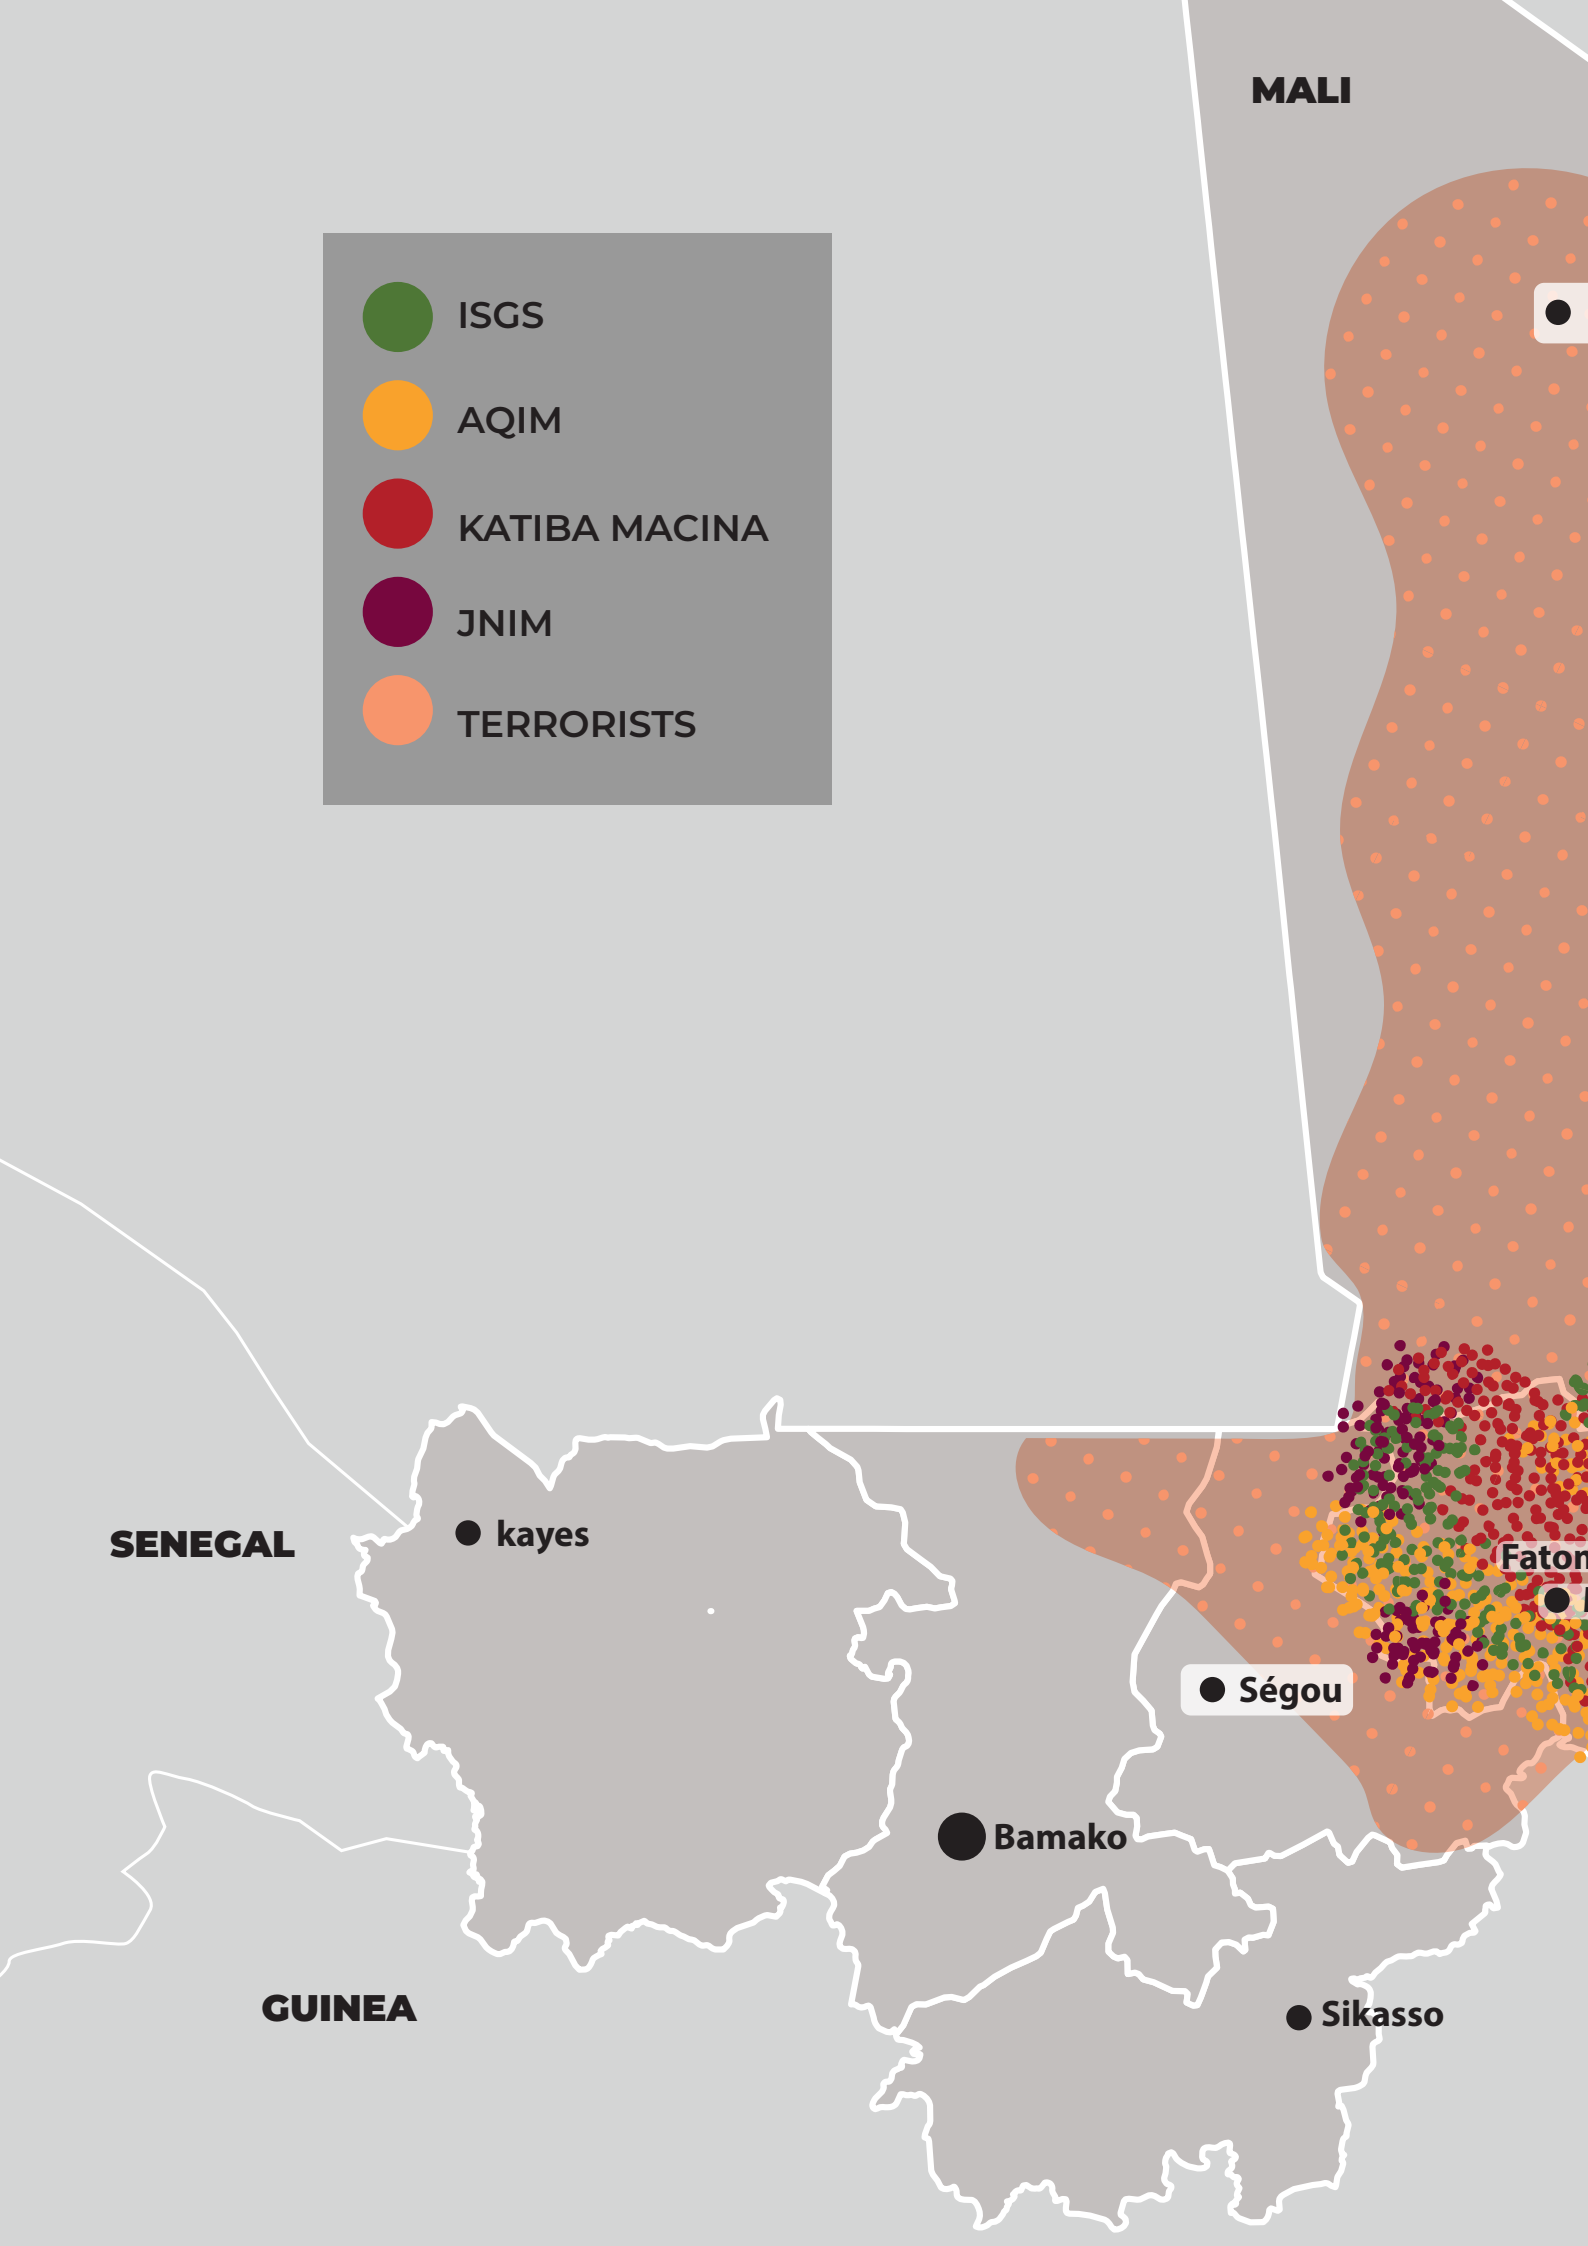 MALI
ISGS
AQIM
KATIBA MACINA
JNIM
TERRORISTS
SENEGAL
kayes
Ségou
Bamako
GUINEA
Sikasso